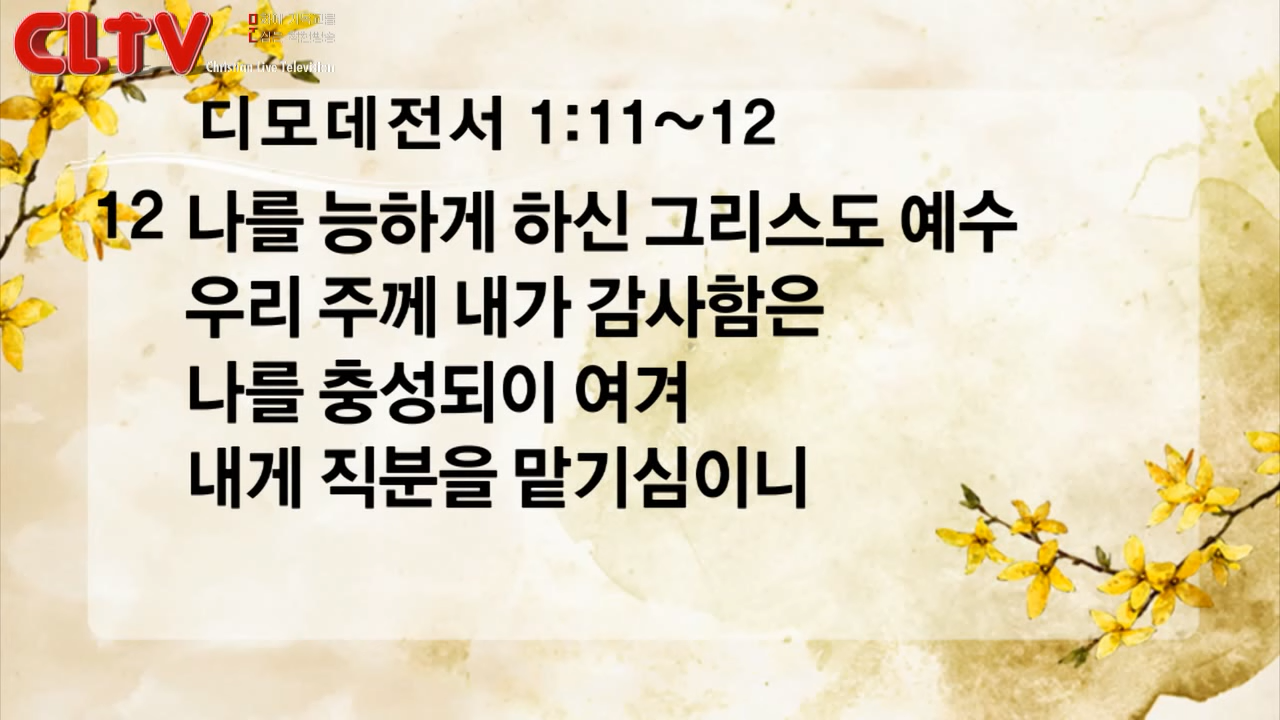 CLTV
Christian Live Television
디모데전서 1:11~12
12 나를 능하게 하신 그리스도 예수
우리 주께 내가 감사함은
나를 충성되이 여겨
내게 직분을 맡기심이니